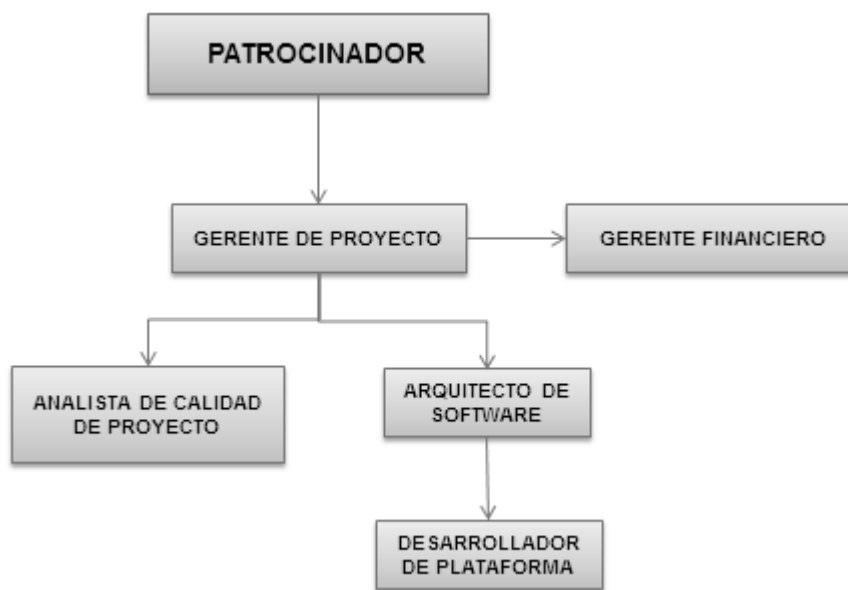 PATROCINADOR
GERENTE DE PROYECTO
GERENTE FINANCIERO
ANALISTA DE CALIDAD
DE PROYECTO
ARQUITECTO DE
SOFTWARE
DESARROLLADOR
DE PLATAFORMA